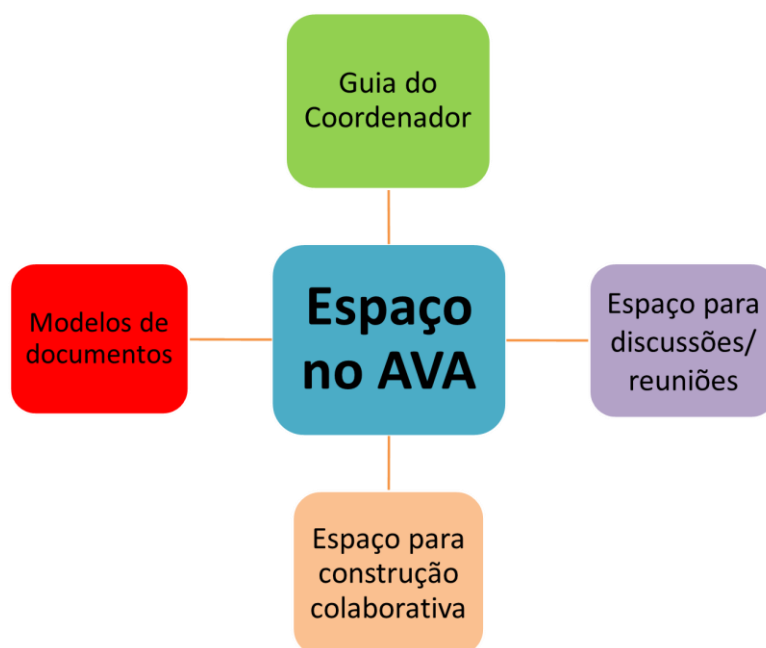 Guia do
Coordenador
Modelos de
documentos
Espaço
no AVA
Espaço para
discussões/
reuniões
Espaço para
construção
colaborativa